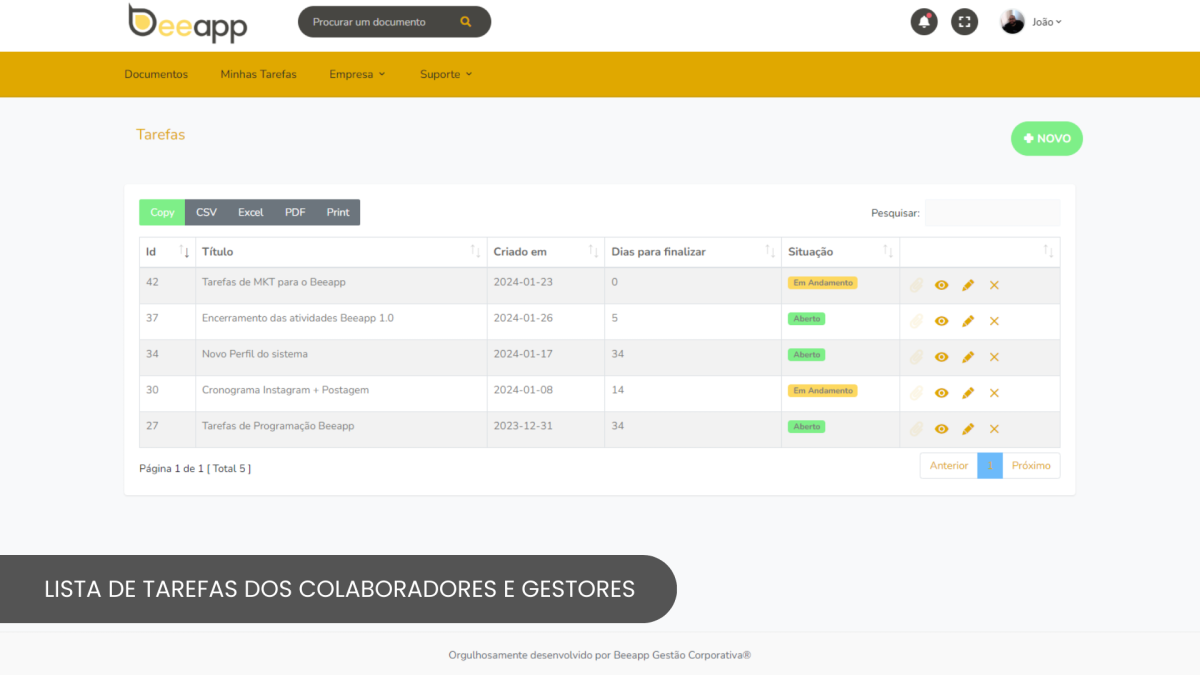 Beeapp
Procurar um documento
João
Documentos Minhas Tarefas Empresa Suporte
Tarefas
NOVO
Copy CSV Excel PDF Print
Pesquisar:
Id Título Criado em Dias para finalizar Situação
42 Tarefas de MKT para o Beeapp 2024-01-23 0 Em Andamento
37 Encerramento das atividades Beeapp 1.0 2024-01-26 5 Aberto
34 Novo Perfil do sistema 2024-01-17 34 Aberto
30 Cronograma Instagram + Postagem 2024-01-08 14 Em Andamento
27 Tarefas de Programação Beeapp 2023-12-31 34 Aberto
Página 1 de 1 [ Total 5 ]
Anterior 1 Próximo
LISTA DE TAREFAS DOS COLABORADORES E GESTORES
Orgulhosamente desenvolvido por Beeapp Gestão Corporativa®